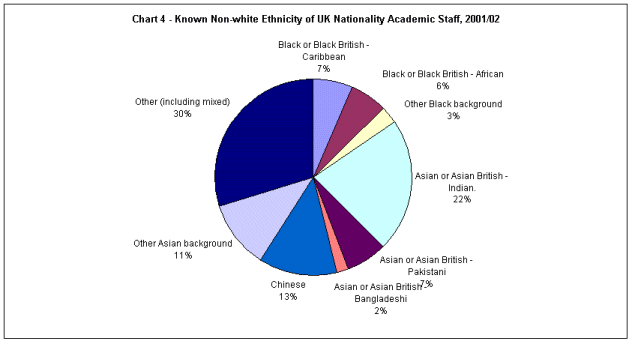 Chart 4 - Known Non-white Ethnicity of UK Nationality Academic Staff, 2001/02
Black or Black British -
Caribbean
7%
Black or Black British - African
6%
Other Black background
3%
Asian or Asian British -
Indian.
22%
Asian or Asian British -
Pakistani
7%
Asian or Asian British -
Bangladeshi
2%
Chinese
13%
Other Asian background
11%
Other (including mixed)
30%